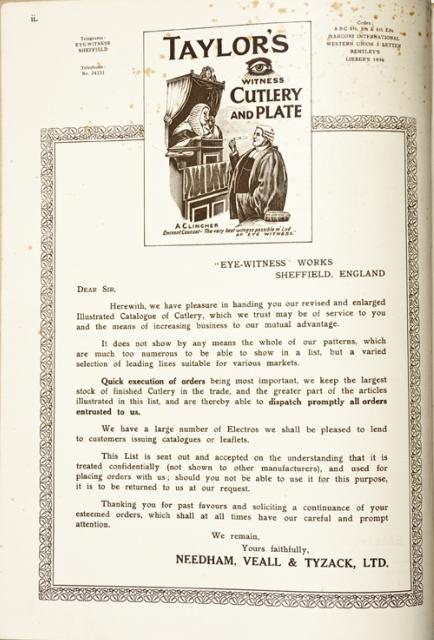 ii.
Telegrams:
EYE-WITNESS
SHEFFIELD
Telephone:
No. 24331
Codes:
A B C 4th, 5th & 6th Eds.
MARCONI INTERNATIONAL
WESTERN UNION 5 LETTER
BENTLEY'S
LIEBER'S 1896
TAYLOR'S
WITNESS
CUTLERY
AND PLATE
A CLINCHER
Eminent Counsel - The very best witness possible m' Lud
an "EYE WITNESS"
"EYE-WITNESS" WORKS
SHEFFIELD, ENGLAND
DEAR SIR,
Herewith, we have pleasure in handing you our revised and enlarged
Illustrated Catalogue of Cutlery, which we trust may be of service to you
and the means of increasing business to our mutual advantage.
It does not show by any means the whole of our patterns, which
are much too numerous to be able to show in a list, but a varied
selection of leading lines suitable for various markets.
Quick execution of orders being most important, we keep the largest
stock of finished Cutlery in the trade, and the greater part of the articles
illustrated in this list, and are thereby able to dispatch promptly all orders
entrusted to us.
We have a large number of Electros we shall be pleased to lend
to customers issuing catalogues or leaflets.
This List is sent out and accepted on the understanding that it is
treated confidentially (not shown to other manufacturers), and used for
placing orders with us; should you not be able to use it for this purpose,
it is to be returned to us at our request.
Thanking you for past favours and soliciting a continuance of your
esteemed orders, which shall at all times have our careful and prompt
attention.
We remain,
Yours faithfully,
NEEDHAM, VEALL & TYZACK, LTD.